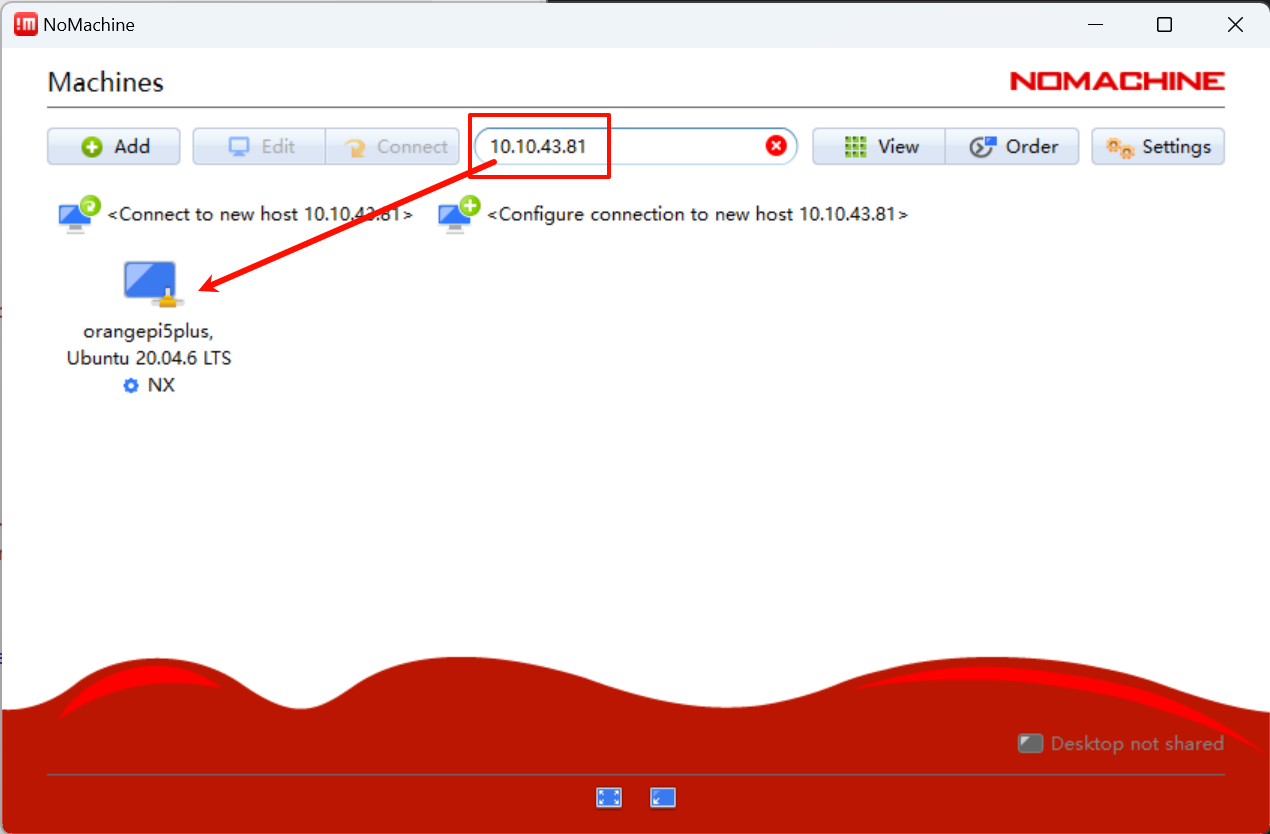 NoMachine
Machines
NOMACHINE
Add
Edit
Connect
10.10.43.81
View
Order
Settings
<Connect to new host 10.10.43.81>
<Configure connection to new host 10.10.43.81>
orangepi5plus,
Ubuntu 20.04.6 LTS
NX
Desktop not shared